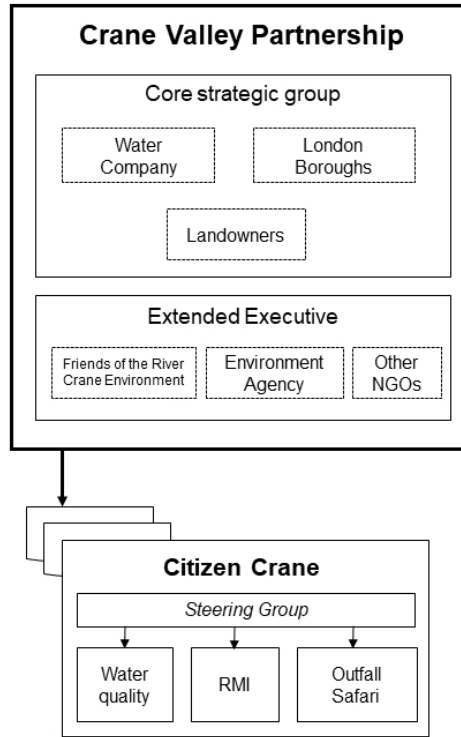 Crane Valley Partnership
Core strategic group
Water
Company
London
Boroughs
Landowners
Extended Executive
Friends of the River
Crane Environment
Environment
Agency
Other
NGOs
Citizen Crane
Steering Group
Water
quality
RMI
Outfall
Safari